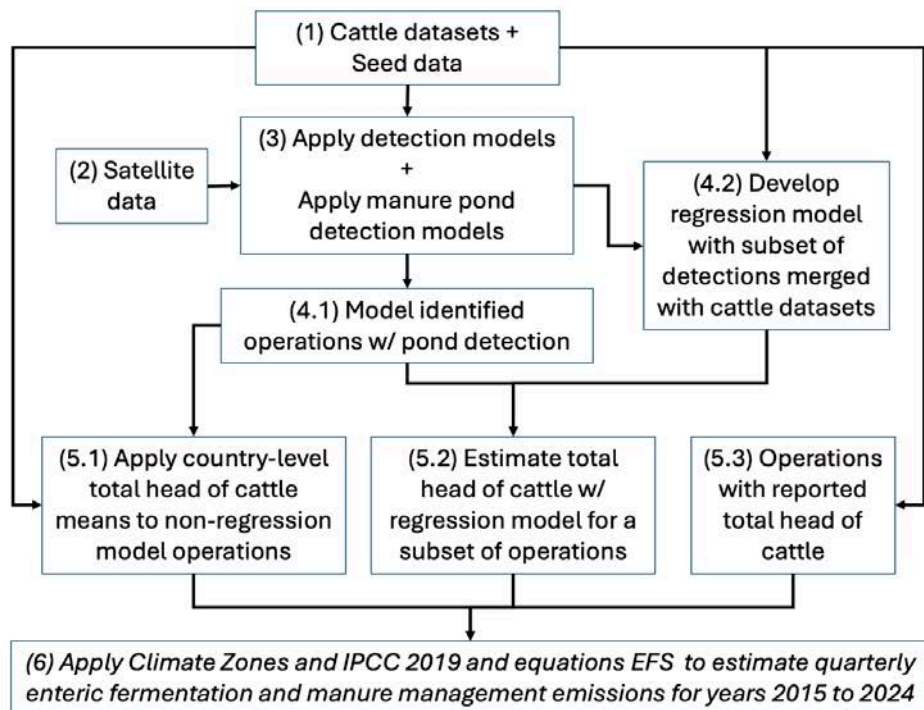 (1) Cattle datasets +
Seed data
(2) Satellite
data
(3) Apply detection models
+
Apply manure pond
detection models
(4.2) Develop
regression model
with subset of
detections merged
with cattle datasets
(4.1) Model identified
operations w/ pond detection
(5.1) Apply country-level
total head of cattle
means to non-regression
model operations
(5.2) Estimate total
head of cattle w/
regression model for a
subset of operations
(5.3) Operations
with reported
total head of
cattle
(6) Apply Climate Zones and IPCC 2019 and equations EFS to estimate quarterly
enteric fermentation and manure management emissions for years 2015 to 2024